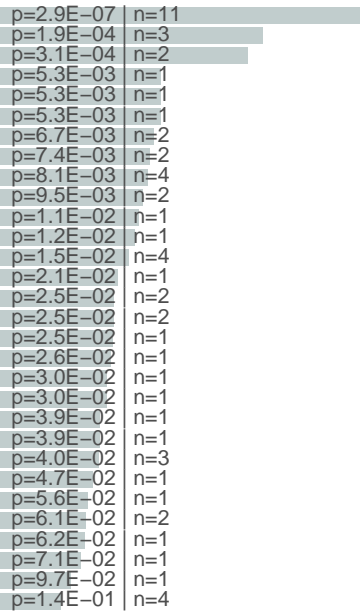 p=2.9E−07 | n=11
p=1.9E−04 | n=3
p=3.1E−04 | n=2
p=5.3E−03 | n=1
p=5.3E−03 | n=1
p=5.3E−03 | n=1
p=6.7E−03 | n=2
p=7.4E−03 | n=2
p=8.1E−03 | n=4
p=9.5E−03 | n=2
p=1.1E−02 | n=1
p=1.2E−02 | n=1
p=1.5E−02 | n=4
p=2.1E−02 | n=1
p=2.5E−02 | n=2
p=2.5E−02 | n=2
p=2.5E−02 | n=1
p=2.6E−02 | n=1
p=3.0E−02 | n=1
p=3.0E−02 | n=1
p=3.9E−02 | n=1
p=3.9E−02 | n=1
p=4.0E−02 | n=3
p=4.7E−02 | n=1
p=5.6E−02 | n=1
p=6.1E−02 | n=2
p=6.2E−02 | n=1
p=7.1E−02 | n=1
p=9.7E−02 | n=1
p=1.4E−01 | n=4